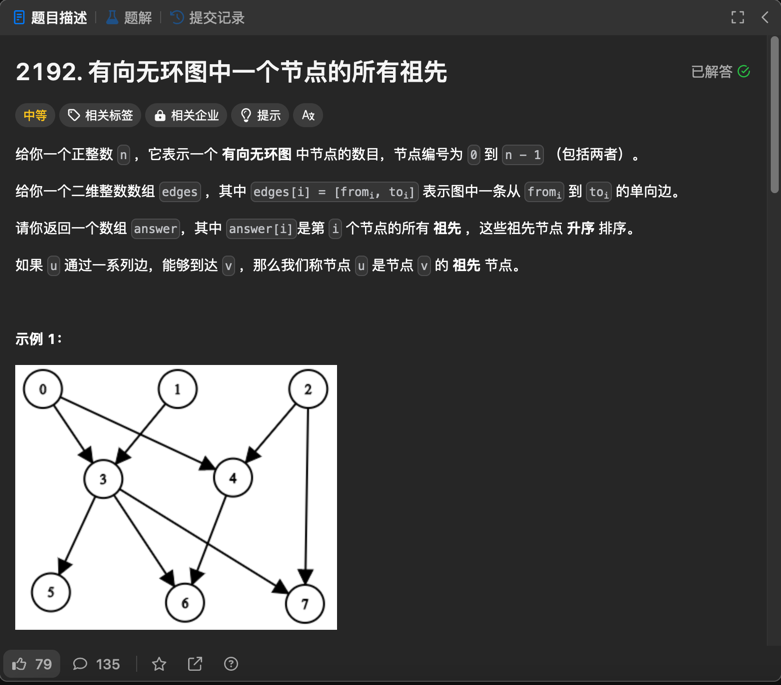 题目描述 题解 提交记录
2192. 有向无环图中一个节点的所有祖先 已解答
中等 相关标签 相关企业 提示 Ax
给你一个正整数 n ，它表示一个 有向无环图 中节点的数目，节点编号为 0 到 n - 1 （包括两者）。
给你一个二维整数数组 edges ，其中 edges[i] = [fromi, toi] 表示图中一条从 fromi 到 toi 的单向边。
请你返回一个数组 answer，其中 answer[i]是第 i 个节点的所有 祖先 ，这些祖先节点 升序 排序。
如果 u 通过一系列边，能够到达 v ，那么我们称节点 u 是节点 v 的 祖先 节点。
示例 1：
0 1 2
3 4
5 6 7
79 135